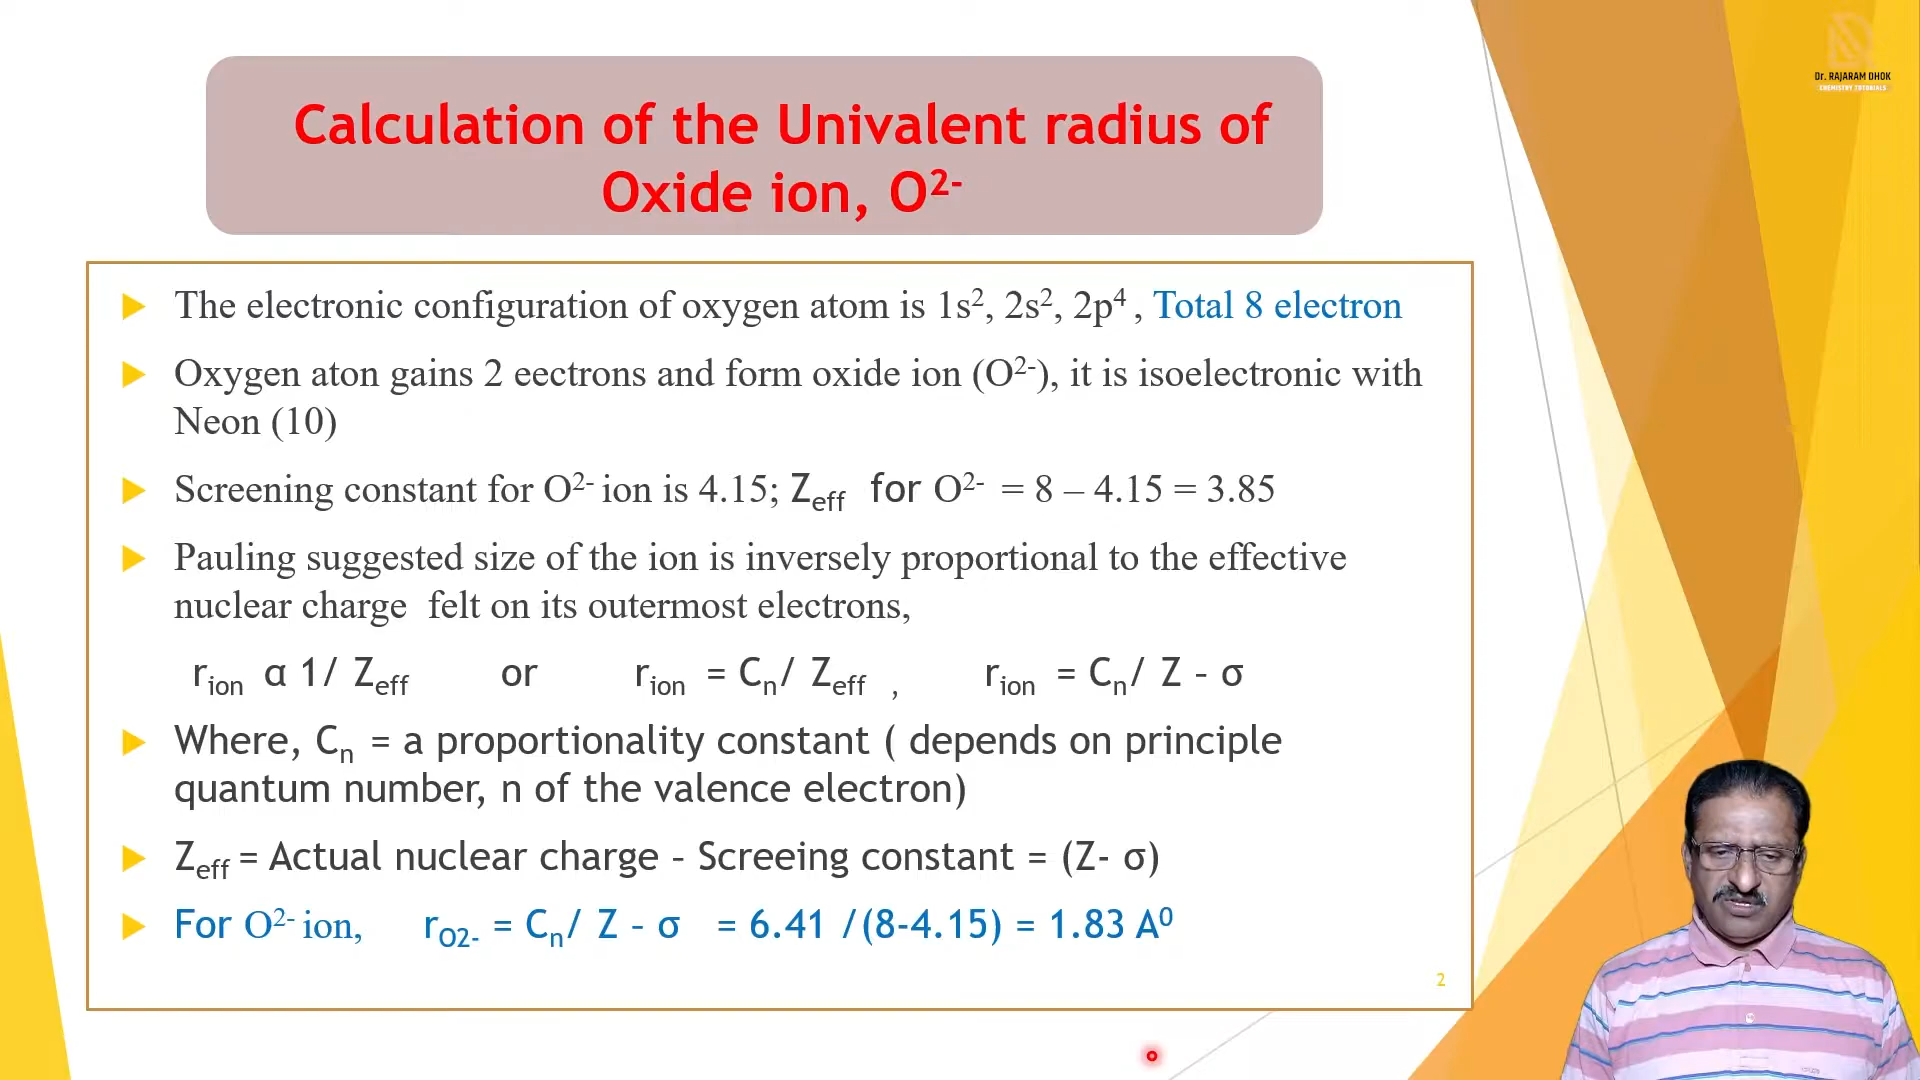 Dr. RAJARAM DHOK
CHEMISTRY TUTORIALS
Calculation of the Univalent radius of
Oxide ion, O²⁻
The electronic configuration of oxygen atom is 1s², 2s², 2p⁴ , Total 8 electron
Oxygen aton gains 2 eectrons and form oxide ion (O²⁻), it is isoelectronic with
Neon (10)
Screening constant for O²⁻ ion is 4.15; Zeff for O²⁻ = 8 – 4.15 = 3.85
Pauling suggested size of the ion is inversely proportional to the effective
nuclear charge felt on its outermost electrons,
rion α 1/ Zeff or rion = Cn/ Zeff , rion = Cn/ Z – σ
Where, Cn = a proportionality constant ( depends on principle
quantum number, n of the valence electron)
Zeff = Actual nuclear charge – Screeing constant = (Z- σ)
For O²⁻ ion, rO2- = Cn/ Z – σ = 6.41 /(8-4.15) = 1.83 A⁰
2